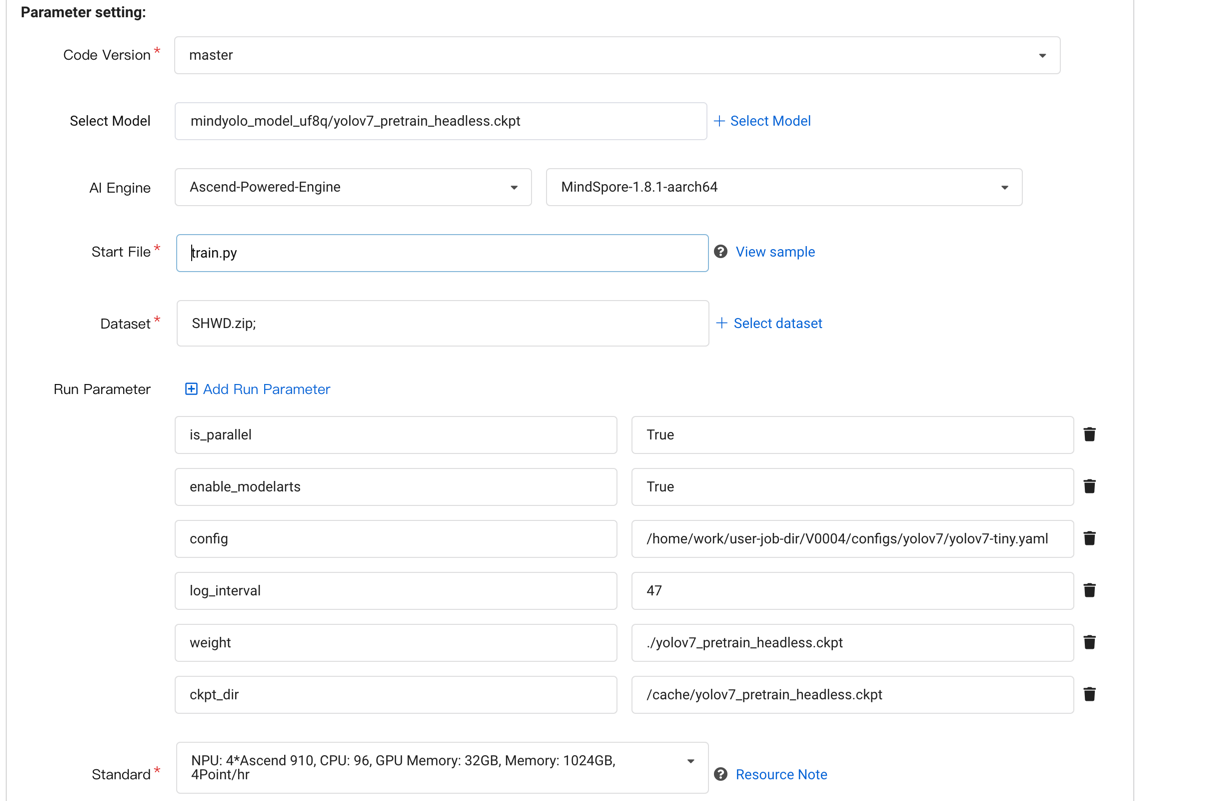 Parameter setting:
Code Version *
master
Select Model
mindyolo_model_uf8q/yolov7_pretrain_headless.ckpt
+ Select Model
AI Engine
Ascend-Powered-Engine
MindSpore-1.8.1-aarch64
Start File *
train.py
? View sample
Dataset *
SHWD.zip;
+ Select dataset
Run Parameter
Add Run Parameter
is_parallel
True
enable_modelarts
True
config
/home/work/user-job-dir/V0004/configs/yolov7/yolov7-tiny.yaml
log_interval
47
weight
./yolov7_pretrain_headless.ckpt
ckpt_dir
/cache/yolov7_pretrain_headless.ckpt
Standard *
NPU: 4*Ascend 910, CPU: 96, GPU Memory: 32GB, Memory: 1024GB,
4Point/hr
? Resource Note